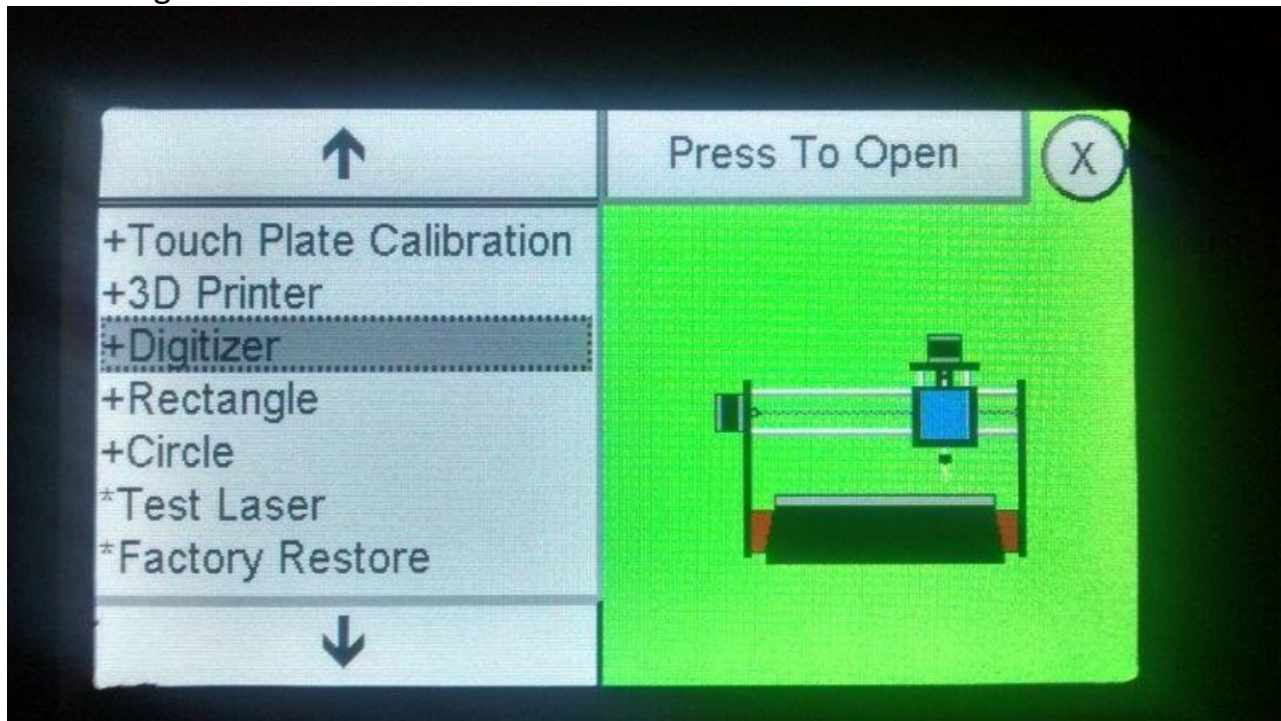 Press To Open
X
+Touch Plate Calibration
+3D Printer
+Digitizer
+Rectangle
+Circle
*Test Laser
*Factory Restore